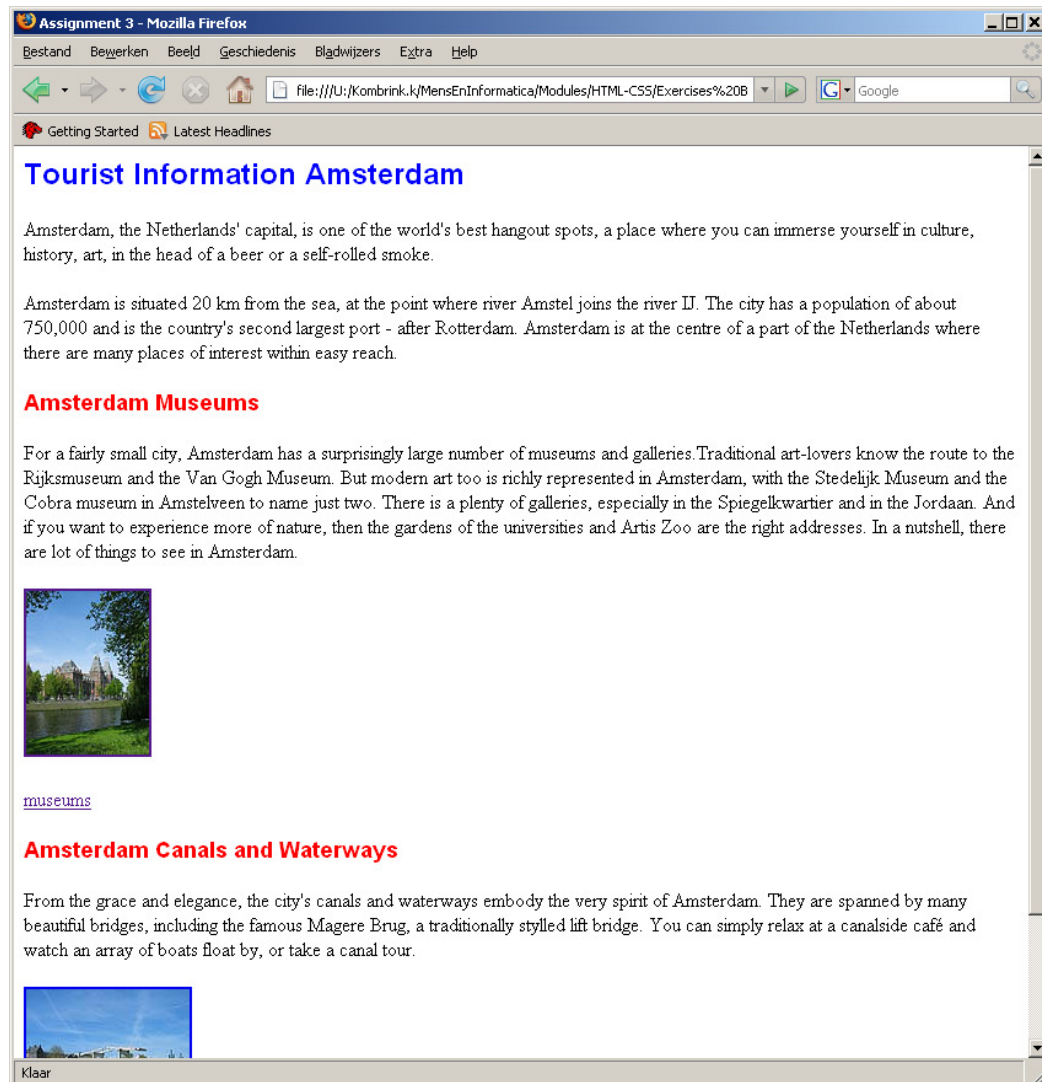 Assignment 3 - Mozilla Firefox
Bestand Bewerken Beeld Geschiedenis Bladwijzers Extra Help
file:///U:/Kombrink.k/MensEnInformatica/Modules/HTML-CSS/Exercises%20B
G Google
Getting Started Latest Headlines
Tourist Information Amsterdam
Amsterdam, the Netherlands' capital, is one of the world's best hangout spots, a place where you can immerse yourself in culture,
history, art, in the head of a beer or a self-rolled smoke.
Amsterdam is situated 20 km from the sea, at the point where river Amstel joins the river IJ. The city has a population of about
750,000 and is the country's second largest port - after Rotterdam. Amsterdam is at the centre of a part of the Netherlands where
there are many places of interest within easy reach.
Amsterdam Museums
For a fairly small city, Amsterdam has a surprisingly large number of museums and galleries.Traditional art-lovers know the route to the
Rijksmuseum and the Van Gogh Museum. But modern art too is richly represented in Amsterdam, with the Stedelijk Museum and the
Cobra museum in Amstelveen to name just two. There is a plenty of galleries, especially in the Spiegelkwartier and in the Jordaan. And
if you want to experience more of nature, then the gardens of the universities and Artis Zoo are the right addresses. In a nutshell, there
are lot of things to see in Amsterdam.
museums
Amsterdam Canals and Waterways
From the grace and elegance, the city's canals and waterways embody the very spirit of Amsterdam. They are spanned by many
beautiful bridges, including the famous Magere Brug, a traditionally stylled lift bridge. You can simply relax at a canalside café and
watch an array of boats float by, or take a canal tour.
Klaar